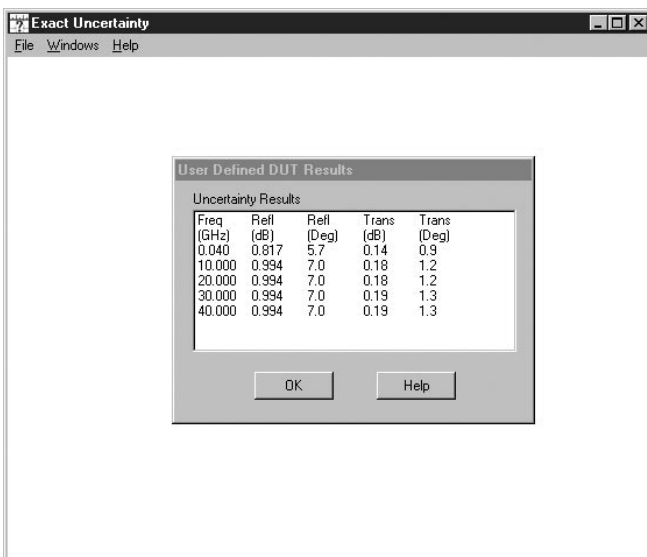 Exact Uncertainty
File Windows Help
User Defined DUT Results
Uncertainty Results
Freq Refl Refl Trans Trans
(GHz) (dB) (Deg) (dB) (Deg)
0.040 0.817 5.7 0.14 0.9
10.000 0.994 7.0 0.18 1.2
20.000 0.994 7.0 0.18 1.2
30.000 0.994 7.0 0.19 1.3
40.000 0.994 7.0 0.19 1.3
OK Help